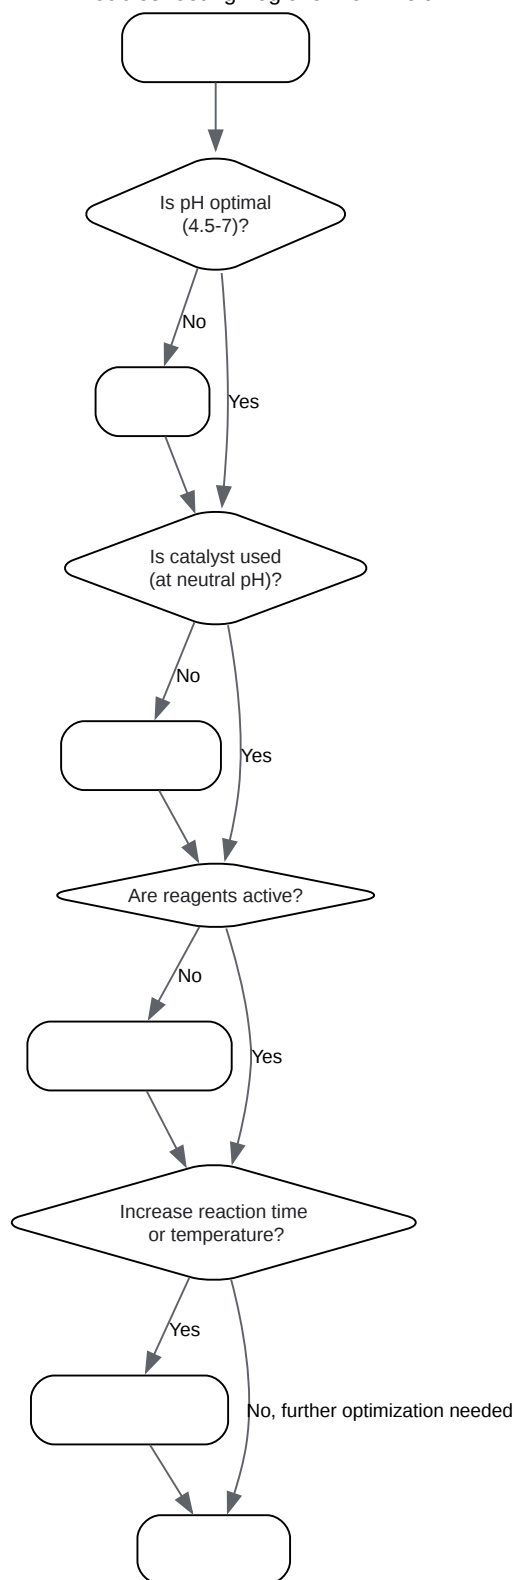 Is pH optimal
(4.5-7)?
No
Yes
Is catalyst used
(at neutral pH)?
No
Yes
Are reagents active?
No
Yes
Increase reaction time
or temperature?
Yes
No, further optimization needed